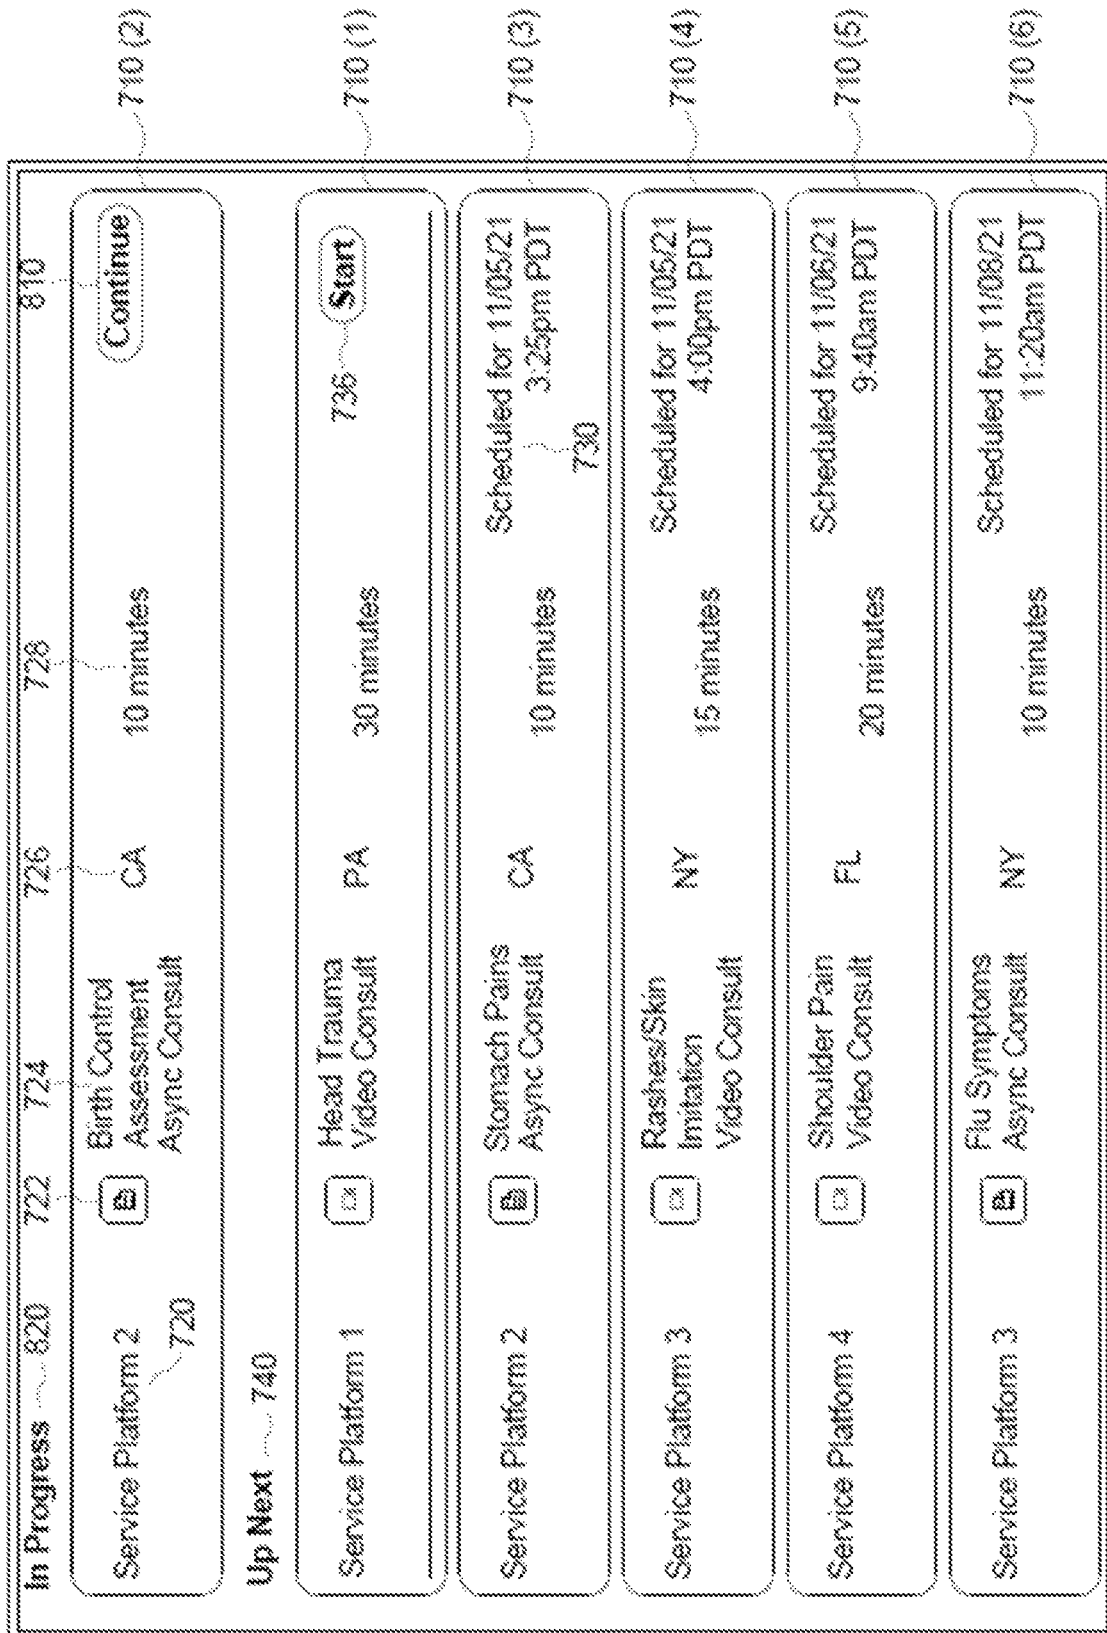 In Progress 820 722 724 726 728 810
Service Platform 2
720
Birth Control
Assessment
Async Consult
CA
10 minutes
Continue
710 (2)
Up Next 740
Service Platform 1
Head Trauma
Video Consult
PA
30 minutes
736
Start
710 (1)
Service Platform 2
Stomach Pains
Async Consult
CA
10 minutes
Scheduled for 11/05/21
3:25pm PDT
730
710 (3)
Service Platform 3
Rashes/Skin
Imitation
Video Consult
NY
15 minutes
Scheduled for 11/05/21
4:00pm PDT
710 (4)
Service Platform 4
Shoulder Pain
Video Consult
FL
20 minutes
Scheduled for 11/06/21
9:40am PDT
710 (5)
Service Platform 3
Flu Symptoms
Async Consult
NY
10 minutes
Scheduled for 11/08/21
11:20am PDT
710 (6)